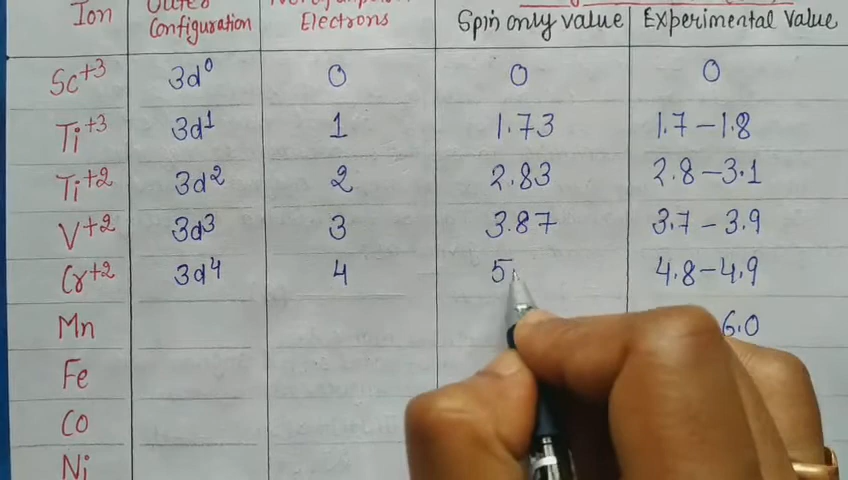 Ion Outer Configuration Electrons Spin only value Experimental Value
Sc+3 3d0 0 0 0
Ti+3 3d1 1 1.73 1.7-1.8
Ti+2 3d2 2 2.83 2.8-3.1
V+2 3d3 3 3.87 3.7-3.9
Cr+2 3d4 4 5. 4.8-4.9
Mn 6.0
Fe
Co
Ni